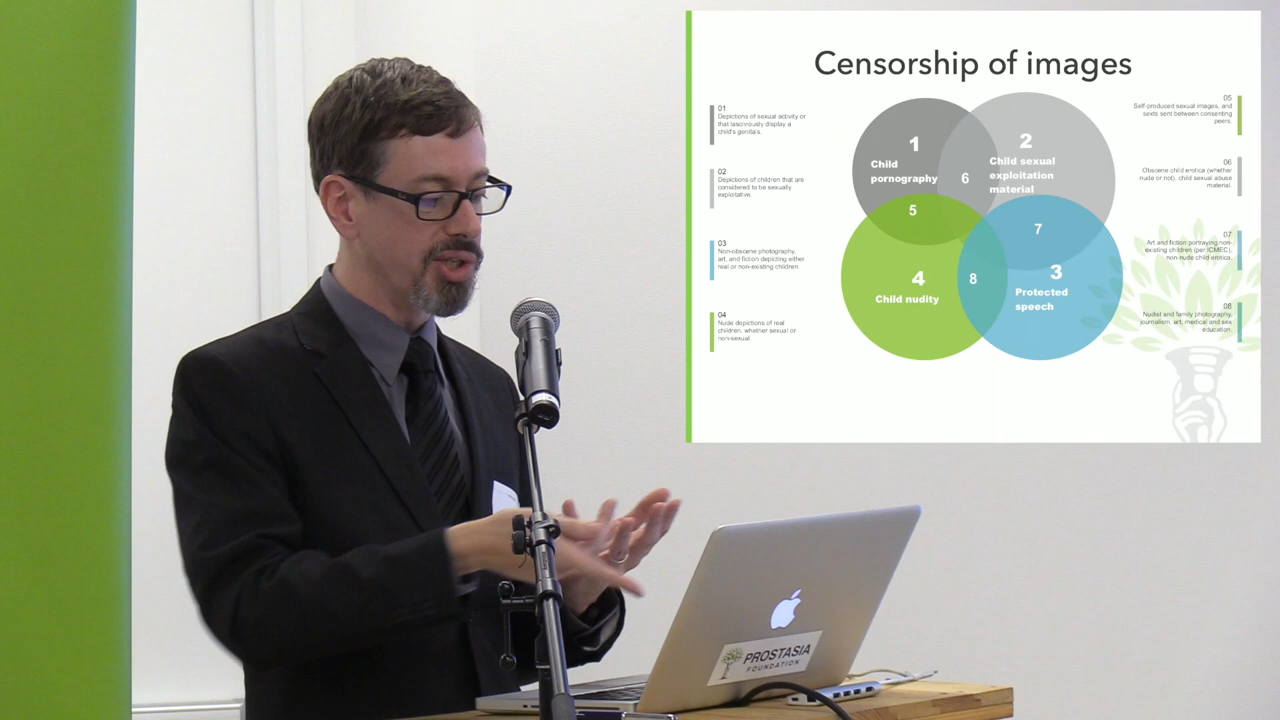 Censorship of images
01
Depictions of sexual activity or
that lasciviously display a
child's genitals.
02
Depictions of children that are
considered to be sexually
exploitative.
03
Non-obscene photography,
art, and fiction depicting either
real or non-existing children
04
Nude depictions of real
children, whether sexual or
non-sexual
1
Child
pornography
2
Child sexual
exploitation
material
6
5
7
4
Child nudity
8
3
Protected
speech
05
Self-produced sexual images, and
sexts sent between consenting
peers.
06
Obscene child erotica (whether
nude or not), child sexual abuse
material.
07
Art and fiction portraying non-
existing children (per ICMEC),
non nude child erotica.
08
Nudist and family photography,
journalism, art, medical and sex
education.
PROSTASIA
FOUNDATION